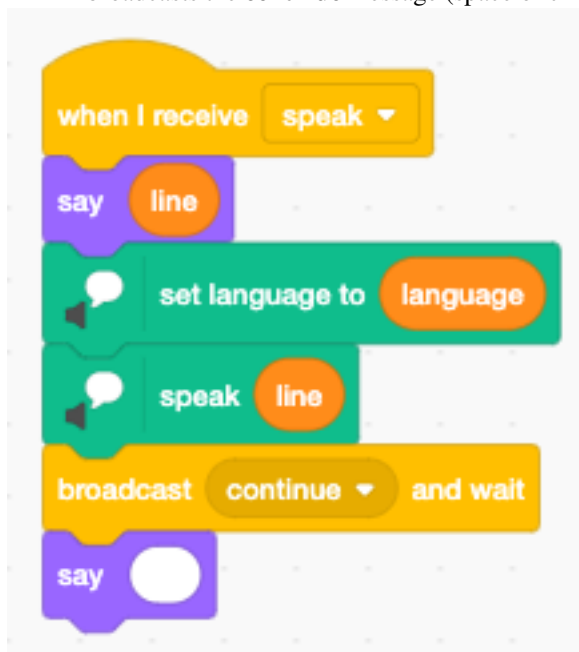 when I receive speak
say line
set language to language
speak line
broadcast continue and wait
say